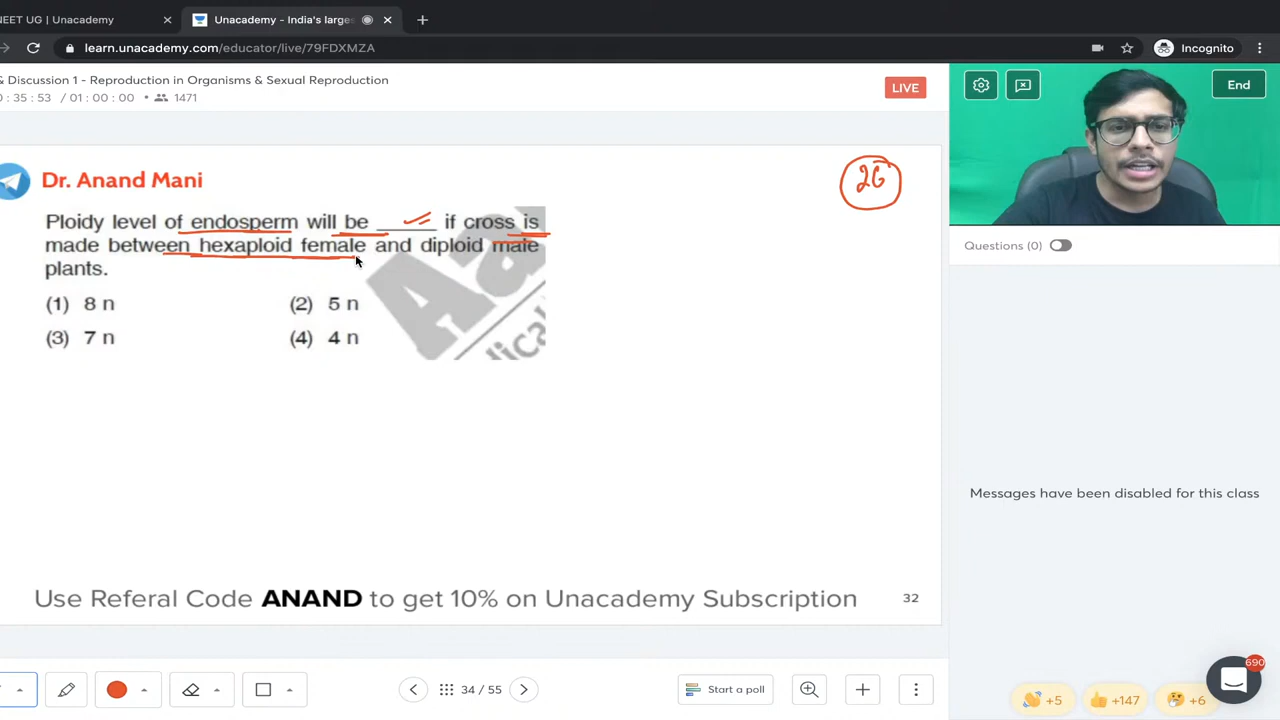 NEET UG | Unacademy
Unacademy - India's larges
learn.unacademy.com/educator/live/79FDXMZA
Incognito
& Discussion 1 - Reproduction in Organisms & Sexual Reproduction
0 : 35 : 53 / 01 : 00 : 00 • 1471
LIVE
End
Dr. Anand Mani
Ploidy level of endosperm will be _____ if cross is
made between hexaploid female and diploid male
plants.
(1) 8 n
(2) 5 n
(3) 7 n
(4) 4 n
Questions (0)
Messages have been disabled for this class
Use Referal Code ANAND to get 10% on Unacademy Subscription
32
34 / 55
Start a poll
690
+5
+147
+6